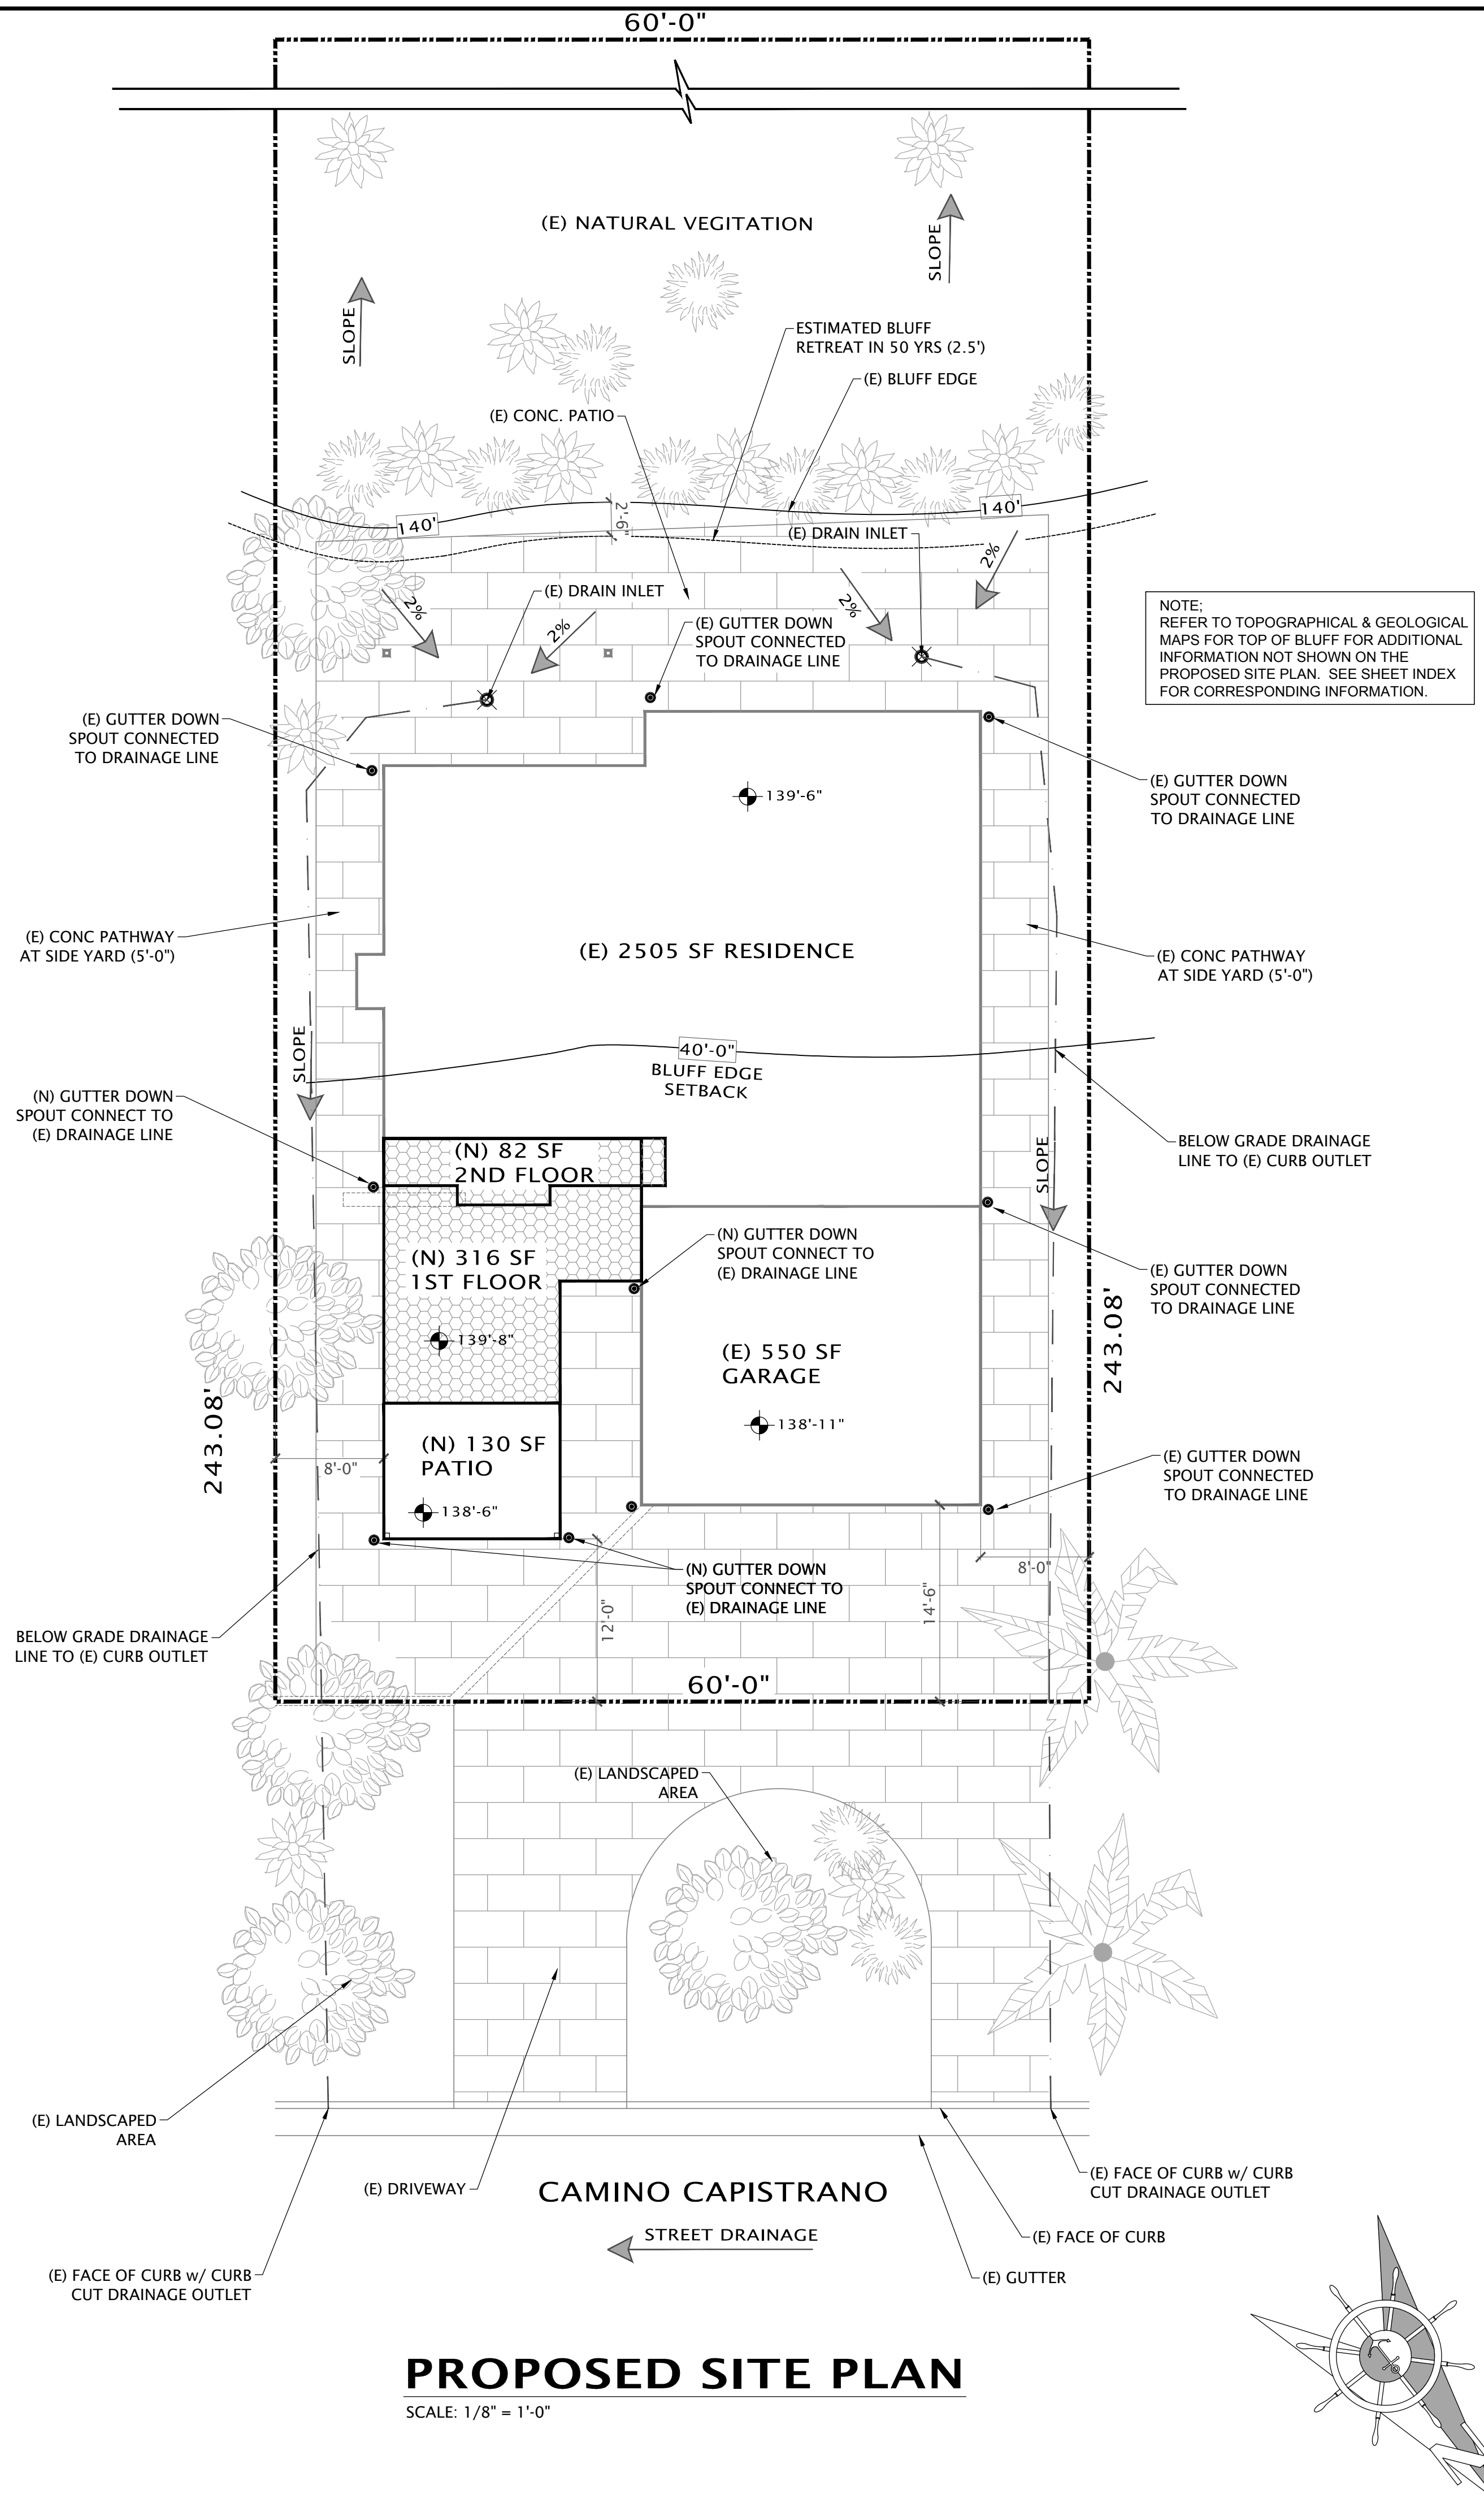 60'-0"
(E) NATURAL VEGITATION
SLOPE
SLOPE
ESTIMATED BLUFF
RETREAT IN 50 YRS (2.5')
(E) BLUFF EDGE
(E) CONC. PATIO
140'
2'-6"
140'
(E) DRAIN INLET
2%
2%
2%
2%
(E) DRAIN INLET
(E) GUTTER DOWN
SPOUT CONNECTED
TO DRAINAGE LINE
NOTE;
REFER TO TOPOGRAPHICAL & GEOLOGICAL
MAPS FOR TOP OF BLUFF FOR ADDITIONAL
INFORMATION NOT SHOWN ON THE
PROPOSED SITE PLAN. SEE SHEET INDEX
FOR CORRESPONDING INFORMATION.
(E) GUTTER DOWN
SPOUT CONNECTED
TO DRAINAGE LINE
139'-6"
(E) GUTTER DOWN
SPOUT CONNECTED
TO DRAINAGE LINE
(E) CONC PATHWAY
AT SIDE YARD (5'-0")
(E) 2505 SF RESIDENCE
(E) CONC PATHWAY
AT SIDE YARD (5'-0")
SLOPE
40'-0"
BLUFF EDGE
SETBACK
(N) GUTTER DOWN
SPOUT CONNECT TO
(E) DRAINAGE LINE
(N) 82 SF
2ND FLOOR
SLOPE
BELOW GRADE DRAINAGE
LINE TO (E) CURB OUTLET
(N) 316 SF
1ST FLOOR
(N) GUTTER DOWN
SPOUT CONNECT TO
(E) DRAINAGE LINE
(E) GUTTER DOWN
SPOUT CONNECTED
TO DRAINAGE LINE
139'-8"
(E) 550 SF
GARAGE
243.08'
243.08'
138'-11"
(N) 130 SF
PATIO
8'-0"
138'-6"
(E) GUTTER DOWN
SPOUT CONNECTED
TO DRAINAGE LINE
(N) GUTTER DOWN
SPOUT CONNECT TO
(E) DRAINAGE LINE
8'-0"
12'-0"
14'-6"
BELOW GRADE DRAINAGE
LINE TO (E) CURB OUTLET
60'-0"
(E) LANDSCAPED
AREA
(E) LANDSCAPED
AREA
(E) DRIVEWAY
CAMINO CAPISTRANO
STREET DRAINAGE
(E) FACE OF CURB w/ CURB
CUT DRAINAGE OUTLET
(E) FACE OF CURB
(E) GUTTER
(E) FACE OF CURB w/ CURB
CUT DRAINAGE OUTLET
PROPOSED SITE PLAN
SCALE: 1/8" = 1'-0"
N